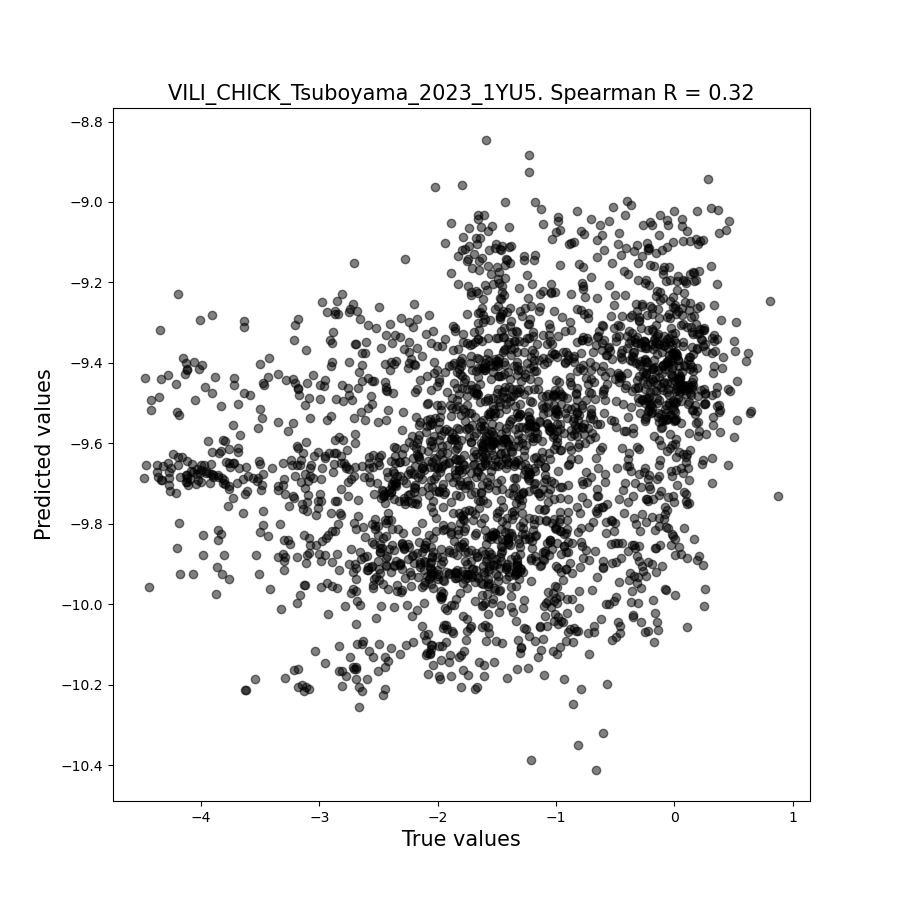 VILI_CHICK_Tsuboyama_2023_1YU5. Spearman R = 0.32
Predicted values
−8.8
−9.0
−9.2
−9.4
−9.6
−9.8
−10.0
−10.2
−10.4
−4 −3 −2 −1 0 1
True values